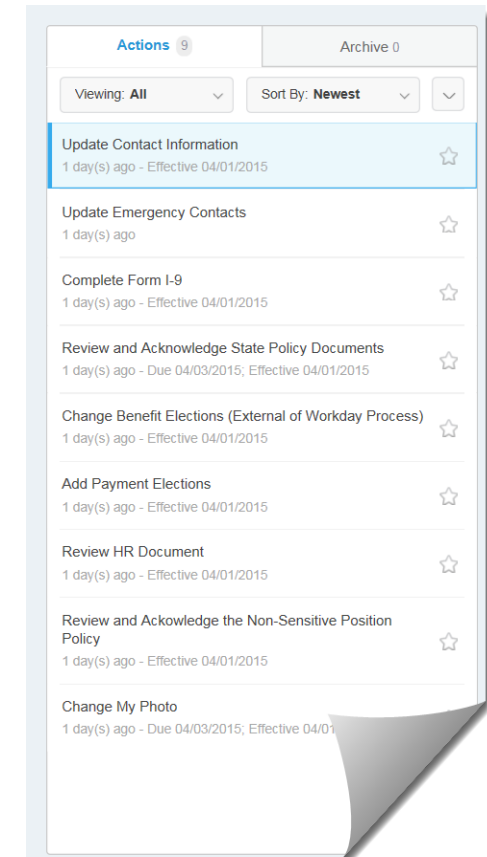 Actions 9
Archive 0
Viewing: All
Sort By: Newest
Update Contact Information
1 day(s) ago - Effective 04/01/2015
Update Emergency Contacts
1 day(s) ago
Complete Form I-9
1 day(s) ago - Effective 04/01/2015
Review and Acknowledge State Policy Documents
1 day(s) ago - Due 04/03/2015; Effective 04/01/2015
Change Benefit Elections (External of Workday Process)
1 day(s) ago - Effective 04/01/2015
Add Payment Elections
1 day(s) ago - Effective 04/01/2015
Review HR Document
1 day(s) ago - Effective 04/01/2015
Review and Ackowledge the Non-Sensitive Position
Policy
1 day(s) ago - Effective 04/01/2015
Change My Photo
1 day(s) ago - Due 04/03/2015; Effective